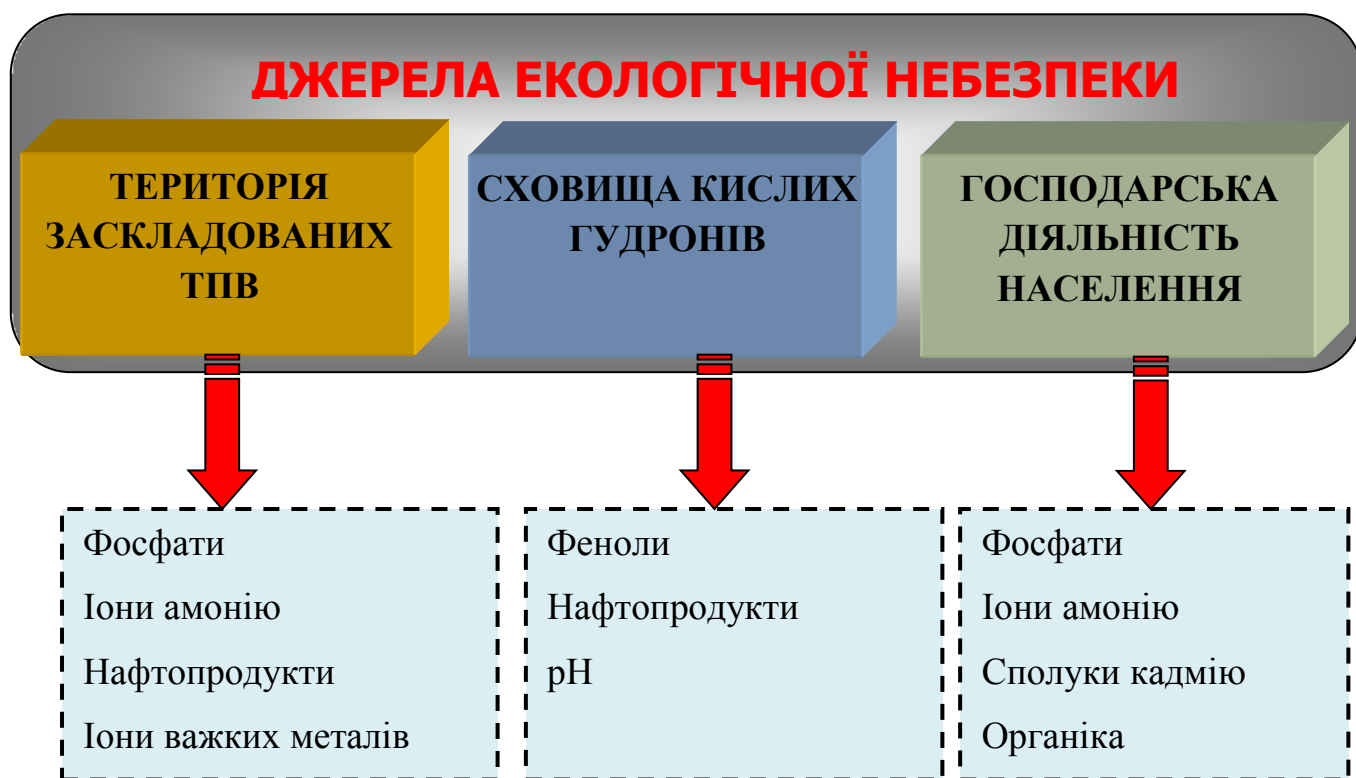 ДЖЕРЕЛА ЕКОЛОГІЧНОЇ НЕБЕЗПЕКИ
ТЕРИТОРІЯ
ЗАСКЛАДОВАНИХ
ТПВ
СХОВИЩА КИСЛИХ
ГУДРОНІВ
ГОСПОДАРСЬКА
ДІЯЛЬНІСТЬ
НАСЕЛЕННЯ
Фосфати
Іони амонію
Нафтопродукти
Іони важких металів
Феноли
Нафтопродукти
рН
Фосфати
Іони амонію
Сполуки кадмію
Органіка